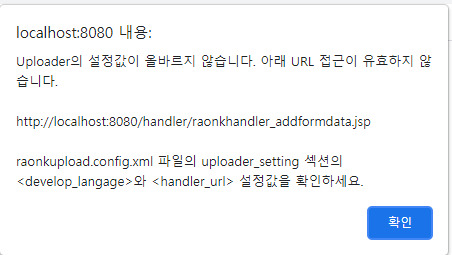 localhost:8080 내용:
Uploader의 설정값이 올바르지 않습니다. 아래 URL 접근이 유효하지 않
습니다.
http://localhost:8080/handler/raonkhandler_addformdata.jsp
raonkupload.config.xml 파일의 uploader_setting 섹션의
<develop_langage>와 <handler_url> 설정값을 확인하세요.
확인